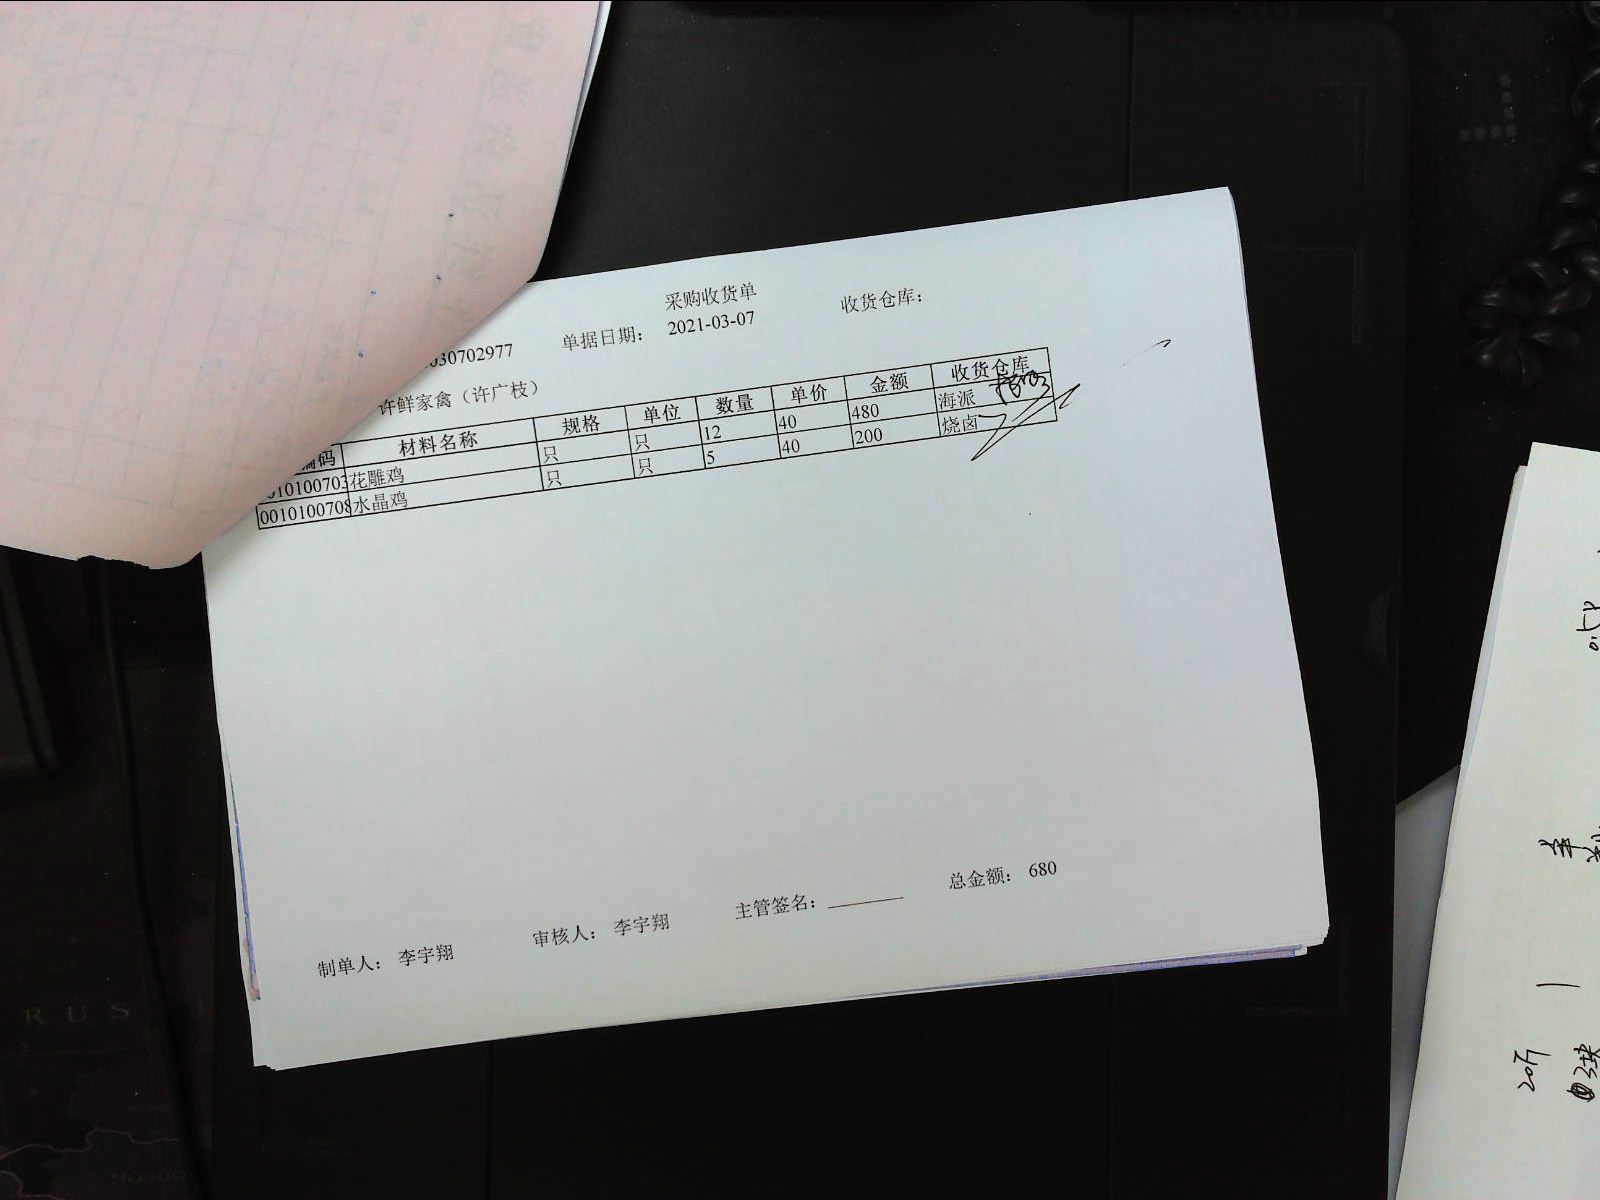 采购收货单
030702977 单据日期： 2021-03-07 收货仓库：
许鲜家禽（许广枝）
编码 材料名称 规格 单位 数量 单价 金额 收货仓库
010100703 花雕鸡 只 只 12 40 480 海派
0010100708 水晶鸡 只 只 5 40 200 烧卤
制单人： 李宇翔 审核人： 李宇翔 主管签名： 总金额： 680
RUS